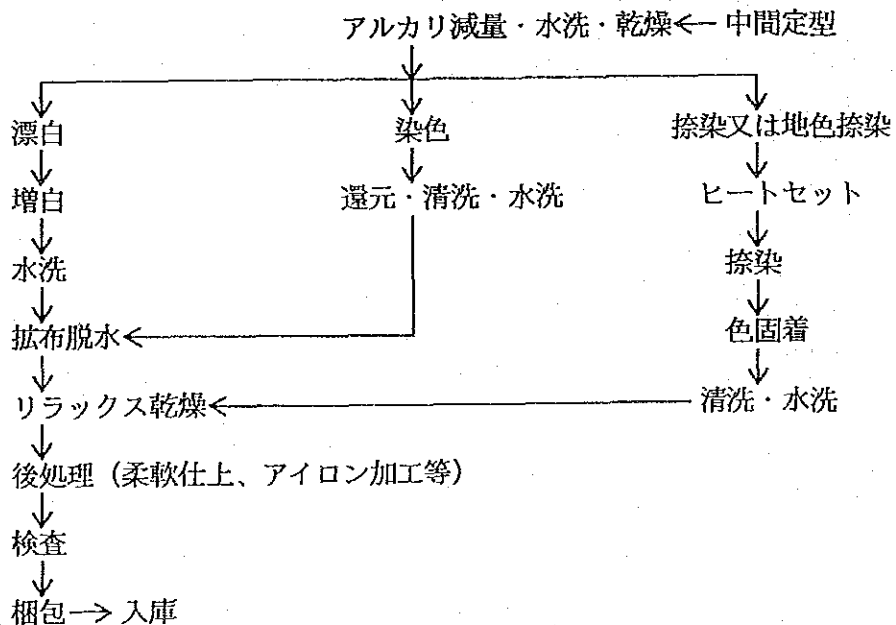 アルカリ減量・水洗・乾燥← 中間定型
漂白 染色 捺染又は地色捺染
増白 還元・清洗・水洗 ヒートセット
水洗 捺染
拡布脱水 色固着
リラックス乾燥 清洗・水洗
後処理（柔軟仕上、アイロン加工等）
検査
梱包→ 入庫